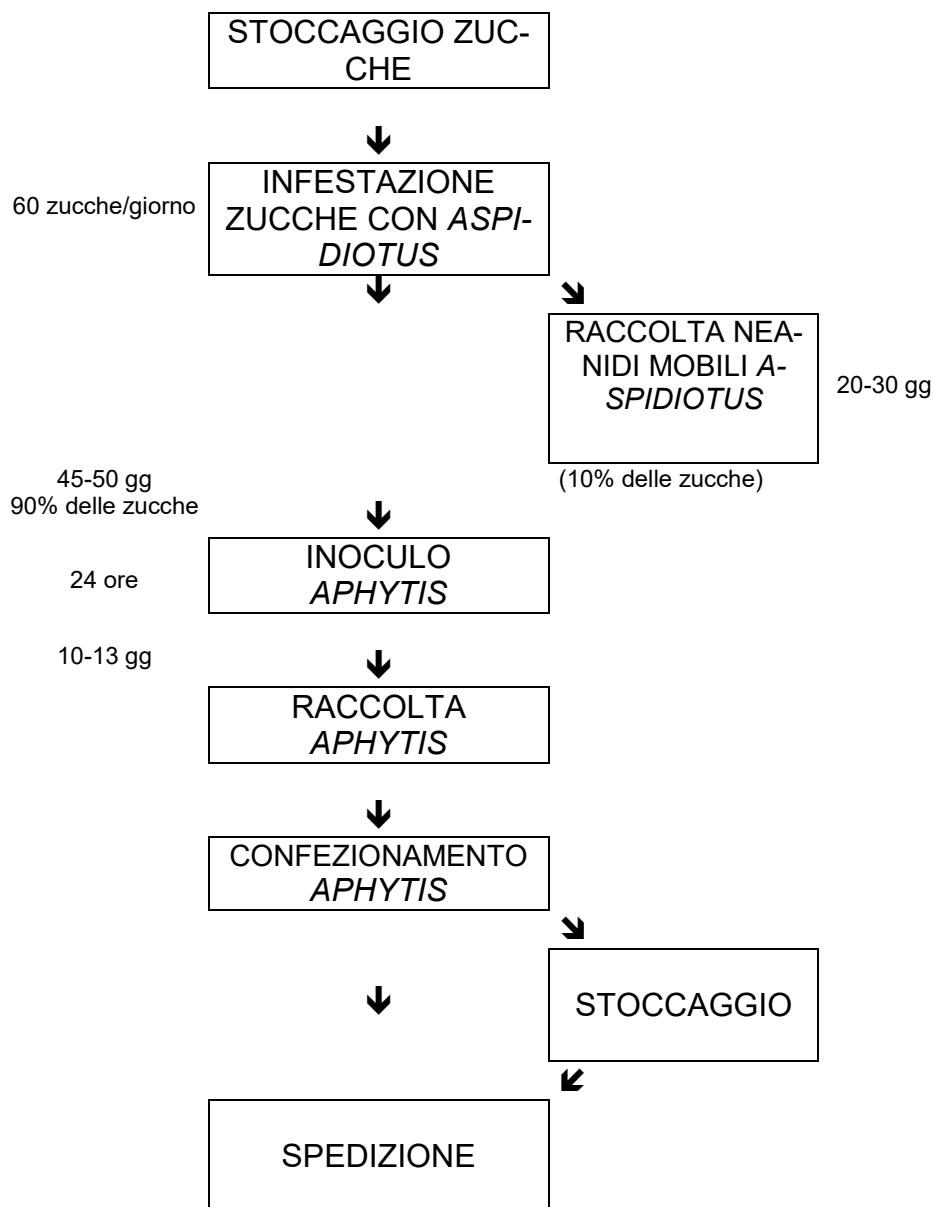 STOCCAGGIO ZUC-
CHE
60 zucche/giorno
INFESTAZIONE
ZUCCHE CON ASPI-
DIOTUS
RACCOLTA NEA-
NIDI MOBILI A-
SPIDIOTUS
20-30 gg
(10% delle zucche)
45-50 gg
90% delle zucche
24 ore
INOCULO
APHYTIS
10-13 gg
RACCOLTA
APHYTIS
CONFEZIONAMENTO
APHYTIS
STOCCAGGIO
SPEDIZIONE